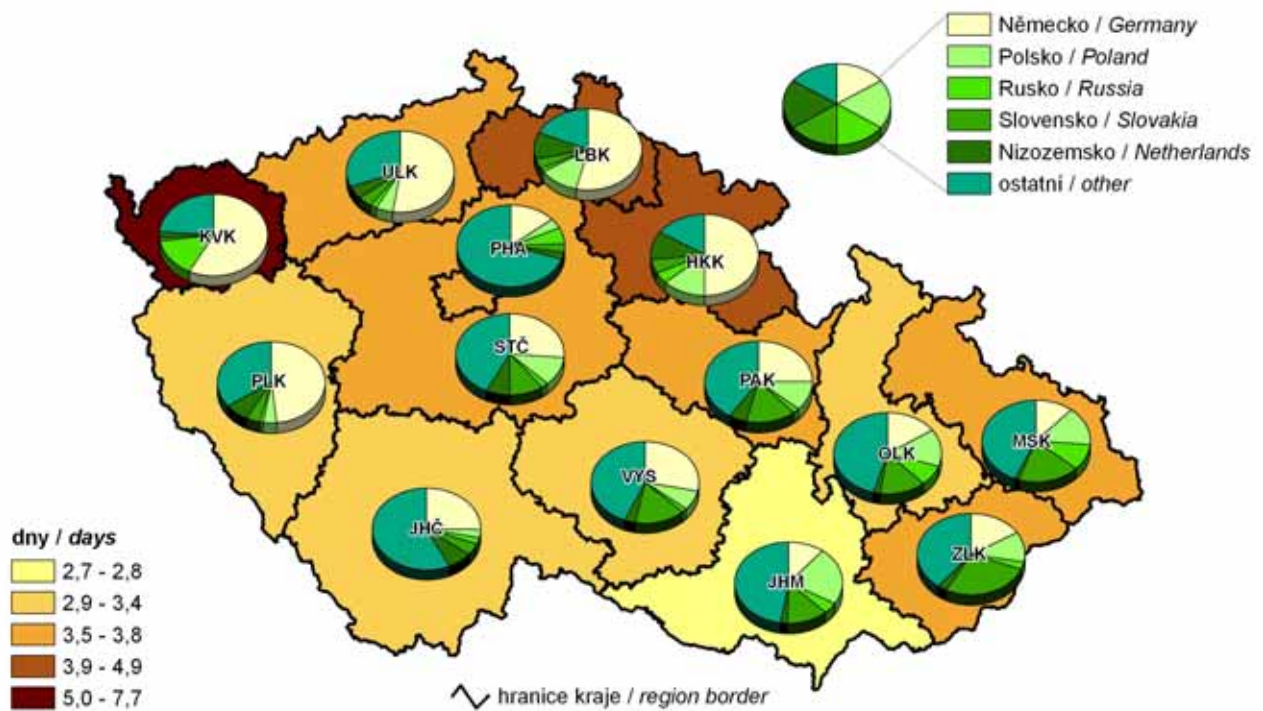 Německo / Germany
Polsko / Poland
Rusko / Russia
Slovensko / Slovakia
Nizozemsko / Netherlands
ostatní / other
LBK
ULK
KVK
PHA
HKK
STČ
PLK
PAK
OLK
MSK
VYS
JHČ
ZLK
JHM
dny / days
2,7 - 2,8
2,9 - 3,4
3,5 - 3,8
3,9 - 4,9
5,0 - 7,7
hranice kraje / region border